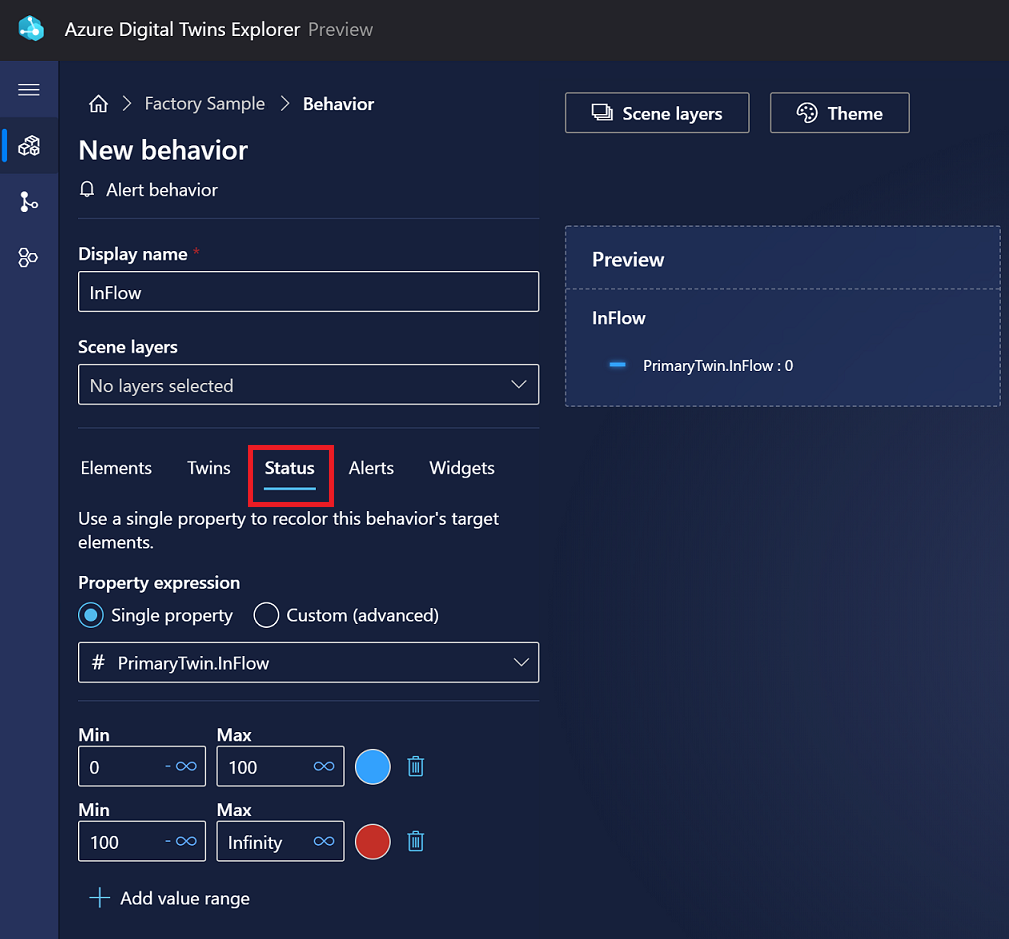 Azure Digital Twins Explorer Preview
Factory Sample Behavior
New behavior
Alert behavior
Display name *
InFlow
Scene layers
No layers selected
Elements Twins Status Alerts Widgets
Use a single property to recolor this behavior's target
elements.
Property expression
Single property Custom (advanced)
# PrimaryTwin.InFlow
Min Max
0 -∞ 100 ∞
Min Max
100 -∞ Infinity ∞
Add value range
Scene layers Theme
Preview
InFlow
PrimaryTwin.InFlow : 0